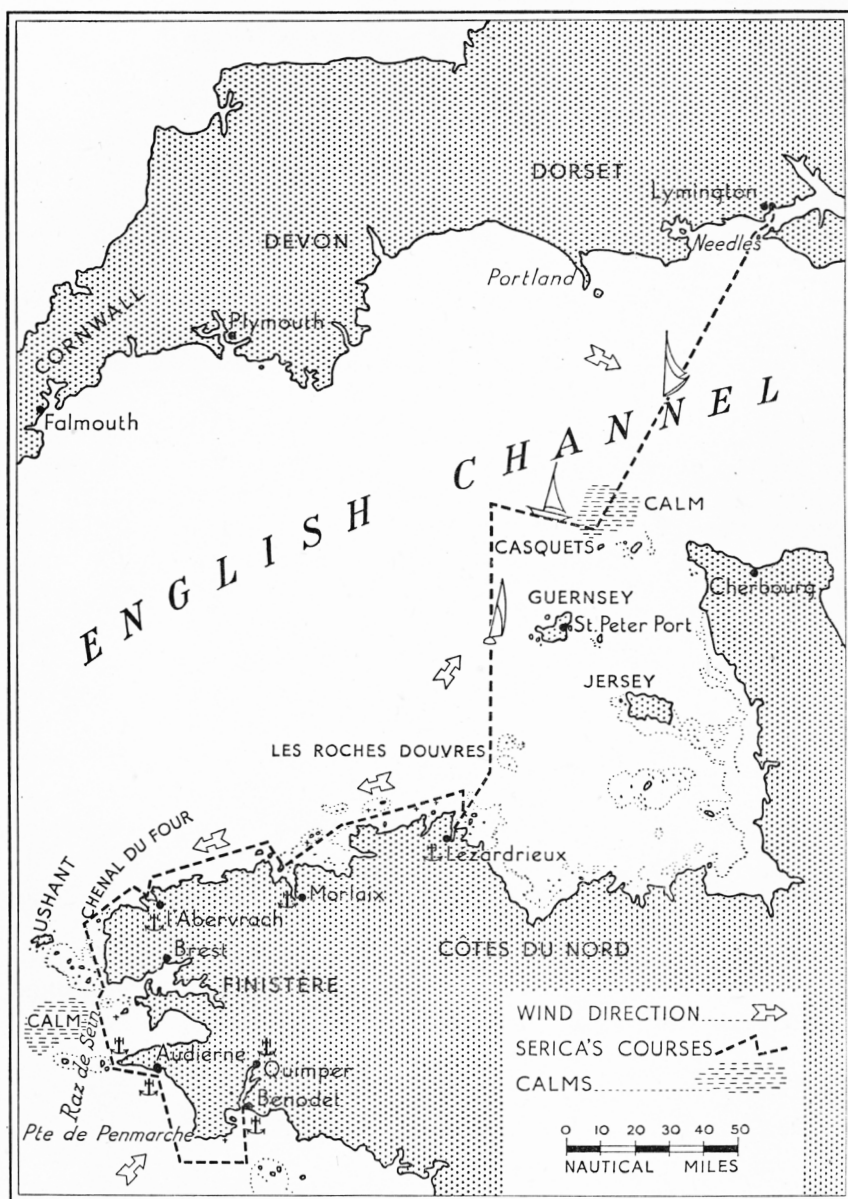 DORSET
Lymington
DEVON
Needles
Portland
CORNWALL
Plymouth
Falmouth
ENGLISH CHANNEL
CALM
CASQUETS
Cherbourg
GUERNSEY
St. Peter Port
JERSEY
LES ROCHES DOUVRES
CHENAL DU FOUR
USHANT
Lézardrieux
Morlaix
l'Abervrach
Brest
CÔTES DU NORD
FINISTÈRE
CALM
Raz de Sein
Audierne
Quimper
Benodet
Pte de Penmarche
WIND DIRECTION
SERICA'S COURSES
CALMS
0 10 20 30 40 50
NAUTICAL MILES